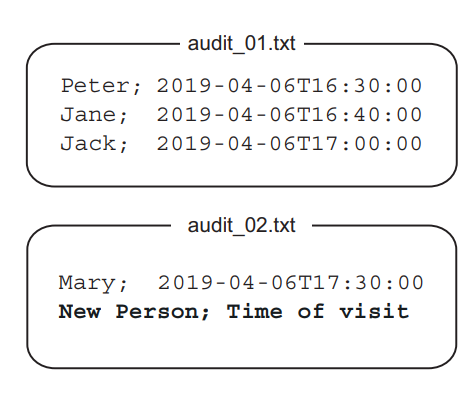 audit_01.txt
Peter; 2019-04-06T16:30:00
Jane;  2019-04-06T16:40:00
Jack;  2019-04-06T17:00:00
audit_02.txt
Mary;  2019-04-06T17:30:00
New Person; Time of visit